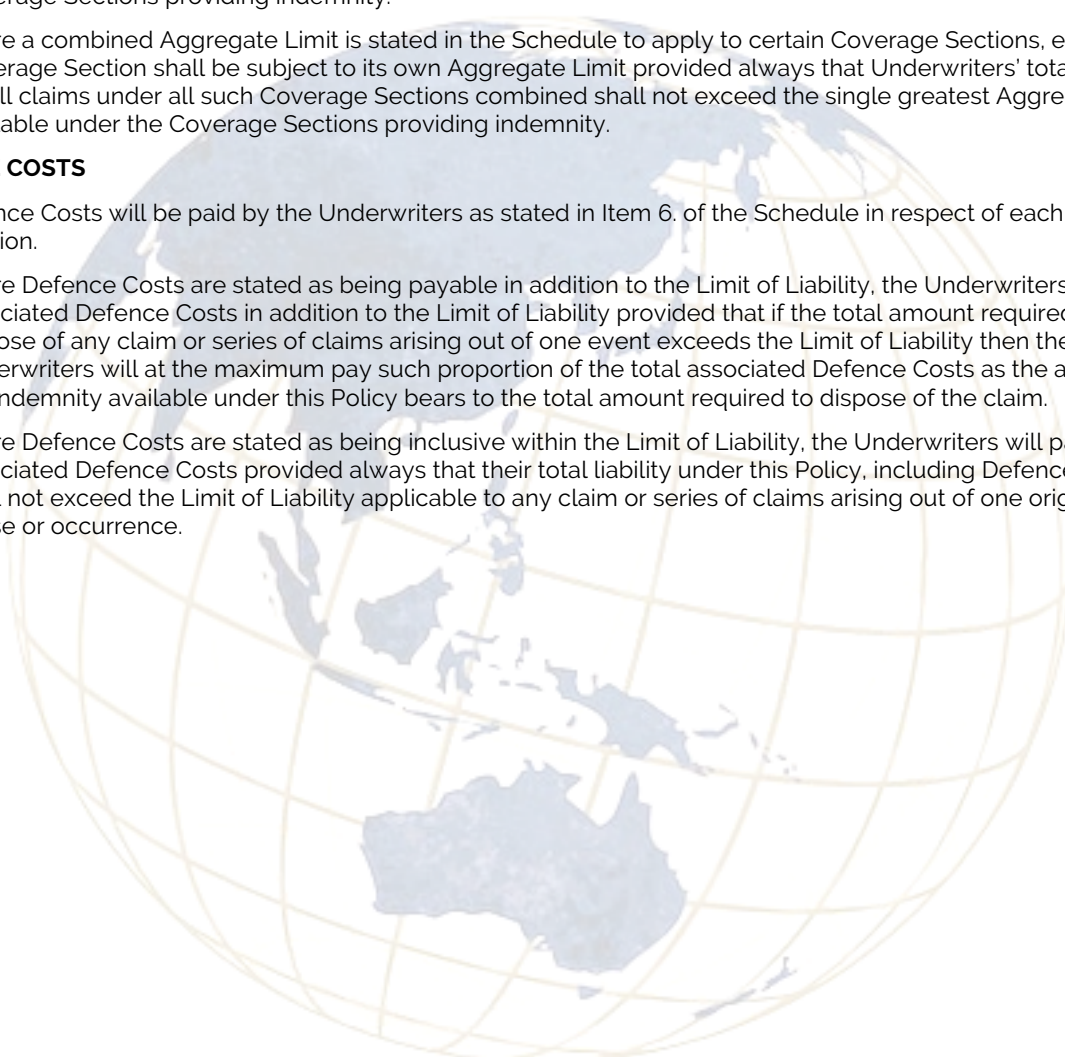 erage Sections providing indemnity.
re a combined Aggregate Limit is stated in the Schedule to apply to certain Coverage Sections, e
erage Section shall be subject to its own Aggregate Limit provided always that Underwriters’ tota
ll claims under all such Coverage Sections combined shall not exceed the single greatest Aggre
able under the Coverage Sections providing indemnity.
COSTS
nce Costs will be paid by the Underwriters as stated in Item 6. of the Schedule in respect of each
ion.
re Defence Costs are stated as being payable in addition to the Limit of Liability, the Underwriters
ciated Defence Costs in addition to the Limit of Liability provided that if the total amount required
ose of any claim or series of claims arising out of one event exceeds the Limit of Liability then the
erwriters will at the maximum pay such proportion of the total associated Defence Costs as the a
ndemnity available under this Policy bears to the total amount required to dispose of the claim.
re Defence Costs are stated as being inclusive within the Limit of Liability, the Underwriters will pa
ciated Defence Costs provided always that their total liability under this Policy, including Defence
l not exceed the Limit of Liability applicable to any claim or series of claims arising out of one orig
se or occurrence.